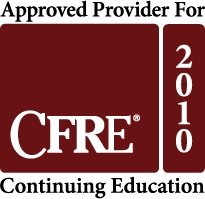 Approved Provider For
CFRE®
2010
Continuing Education